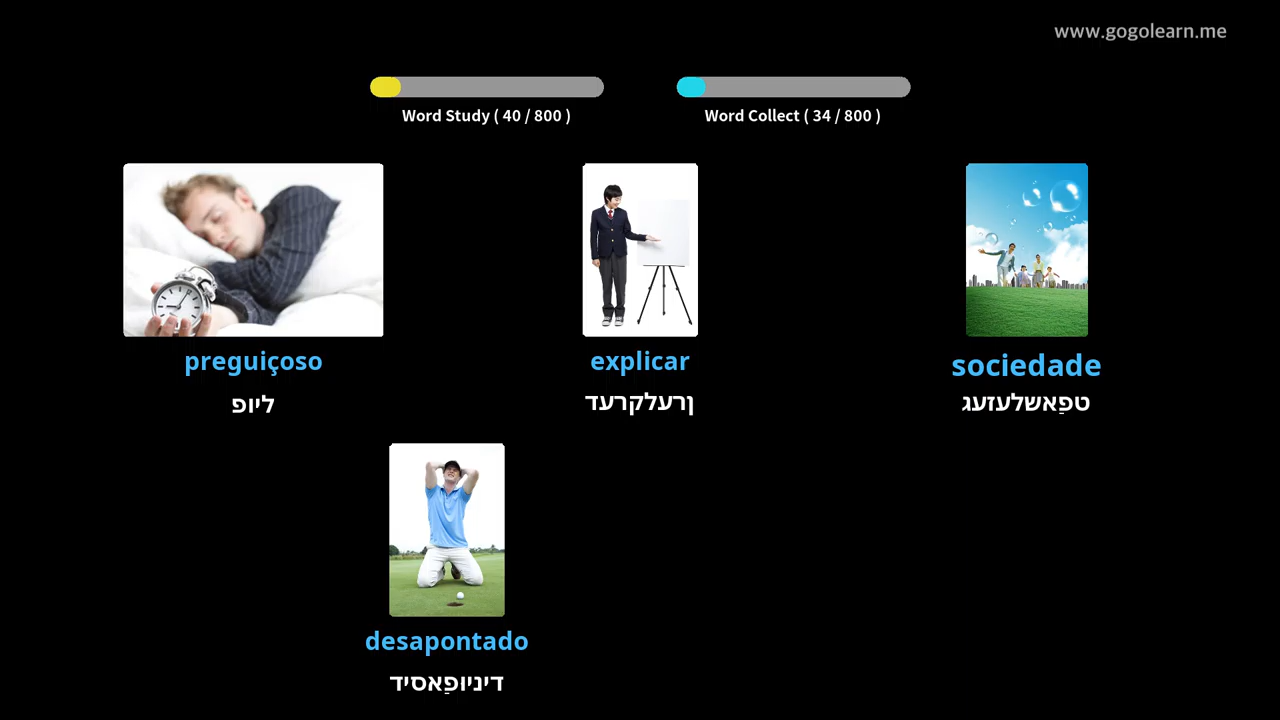 www.gogolearn.me
Word Study ( 40 / 800 )
Word Collect ( 34 / 800 )
preguiçoso
ליופ
explicar
ןרעלקרעד
sociedade
טפַאשלעזעג
desapontado
דיניופַאסיד